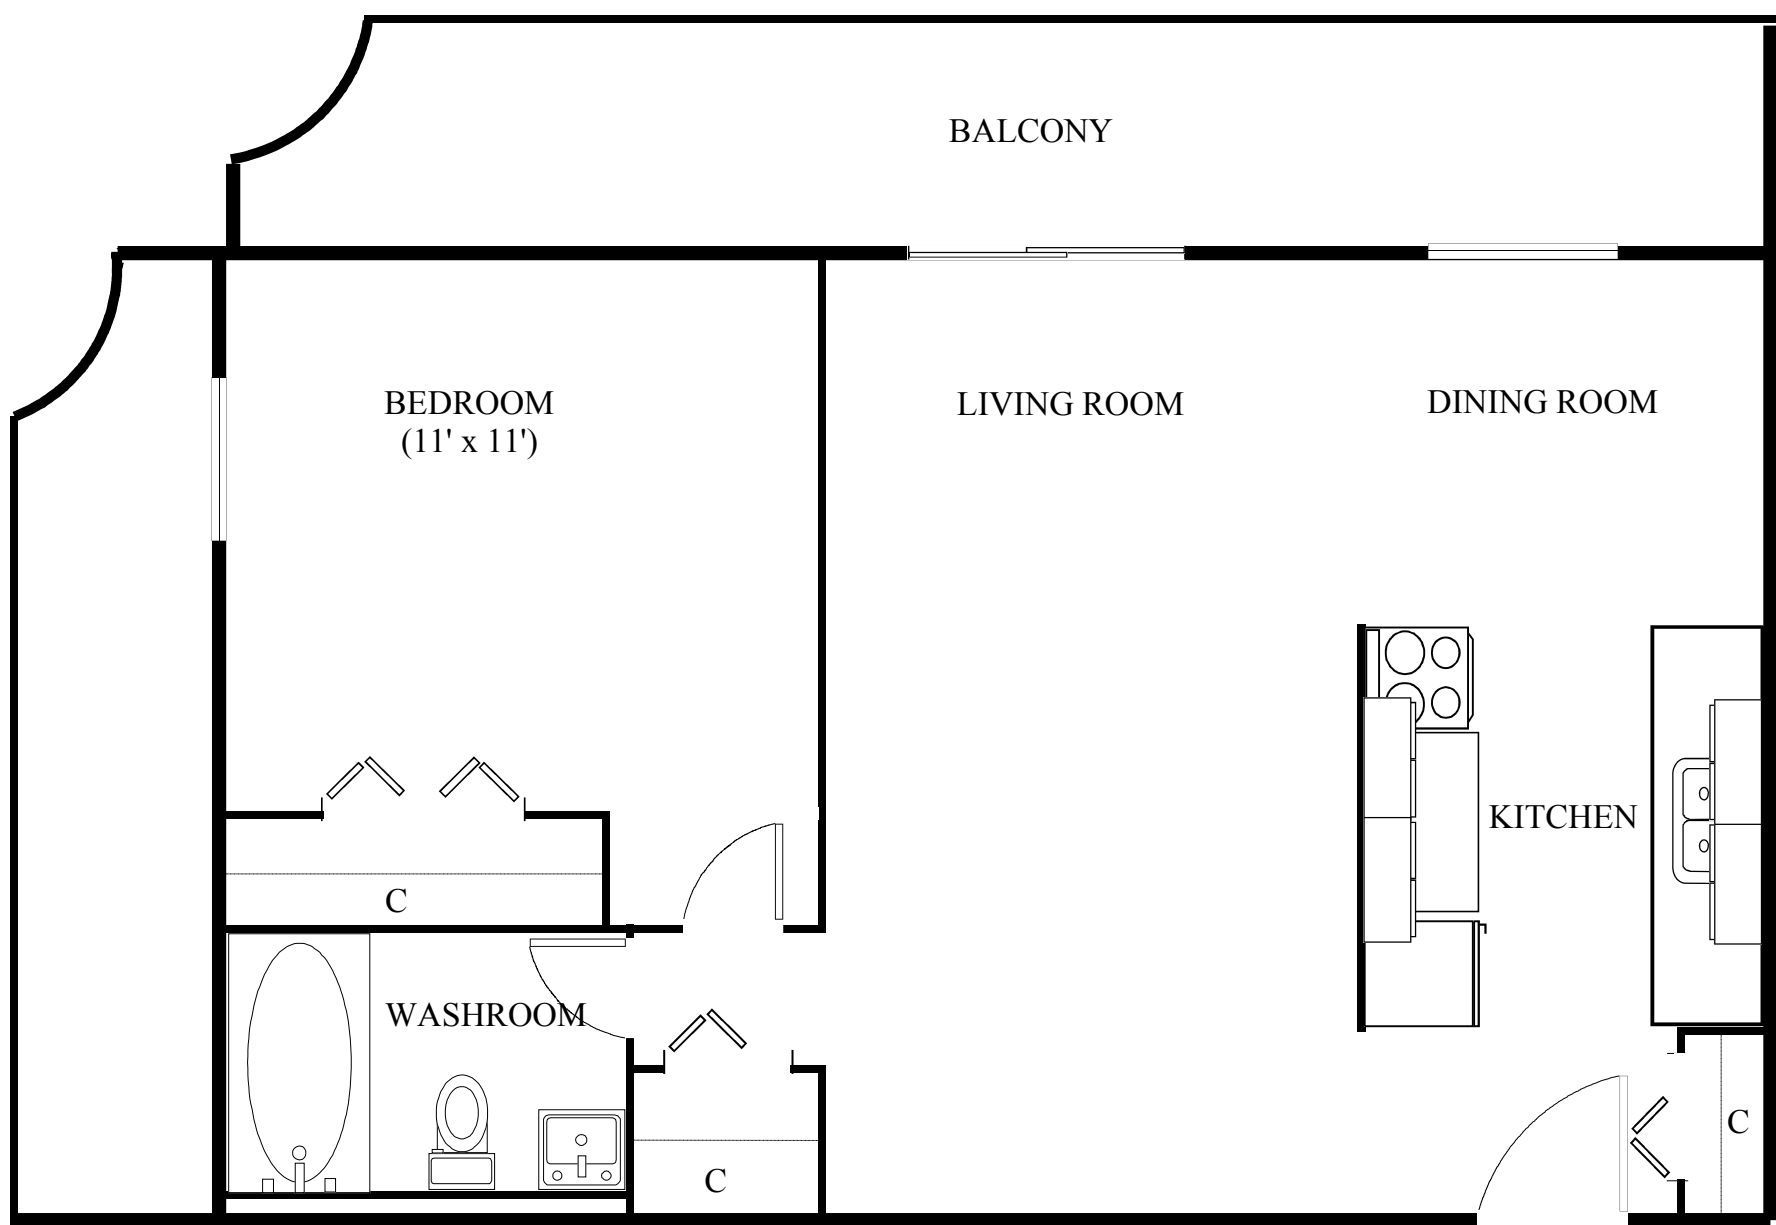 BALCONY
BEDROOM
(11' x 11')
LIVING ROOM
DINING ROOM
KITCHEN
C
WASHROOM
C
C